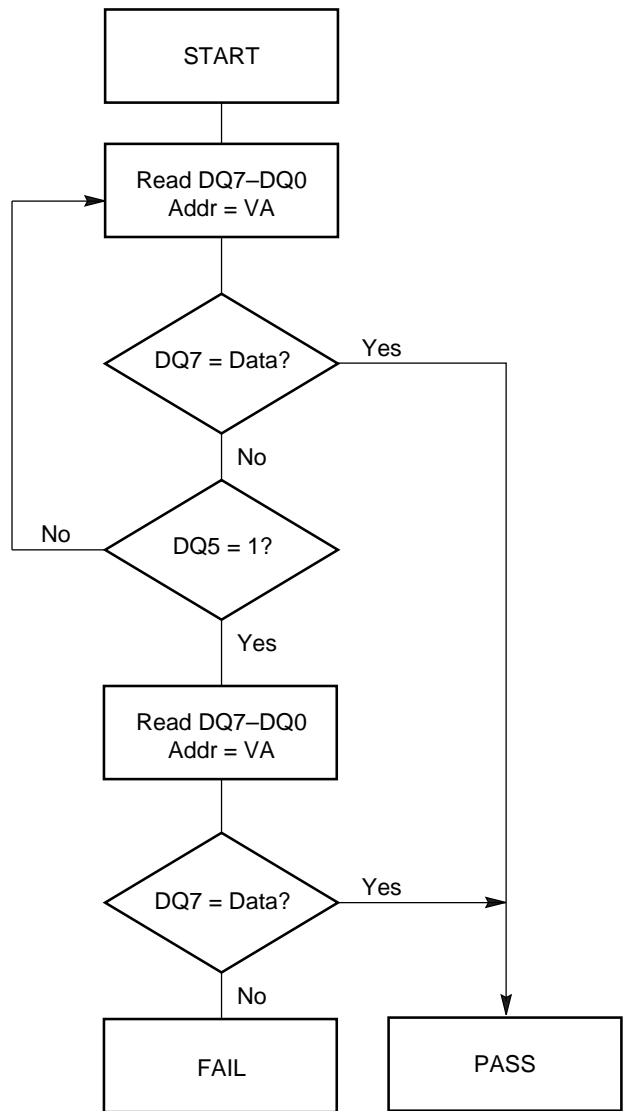 START
Read DQ7–DQ0
Addr = VA
DQ7 = Data?
Yes
No
No
DQ5 = 1?
Yes
Read DQ7–DQ0
Addr = VA
DQ7 = Data?
Yes
No
FAIL
PASS